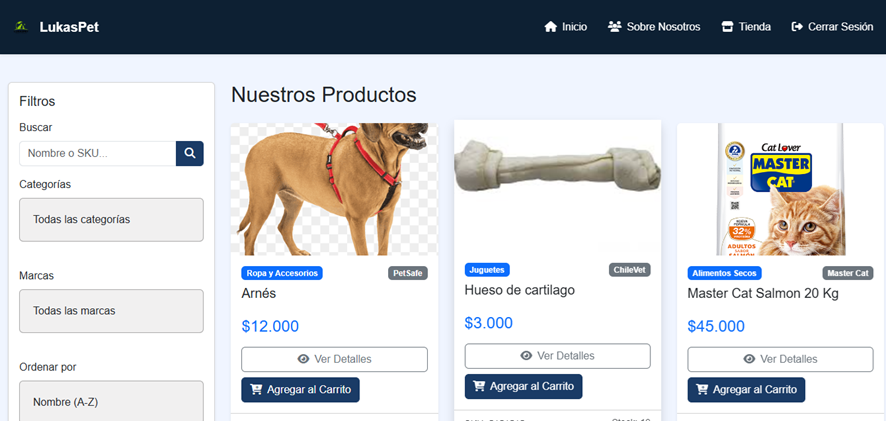 LukasPet
Inicio
Sobre Nosotros
Tienda
Cerrar Sesión
Filtros
Buscar
Nombre o SKU...
Categorías
Todas las categorías
Marcas
Todas las marcas
Ordenar por
Nombre (A-Z)
Nuestros Productos
Ropa y Accesorios
PetSafe
Arnés
$12.000
Ver Detalles
Agregar al Carrito
Juguetes
ChileVet
Hueso de cartilago
$3.000
Ver Detalles
Agregar al Carrito
Cat Lover
MASTER
CAT
32%
ADULTOS
Alimentos Secos
Master Cat
Master Cat Salmon 20 Kg
$45.000
Ver Detalles
Agregar al Carrito